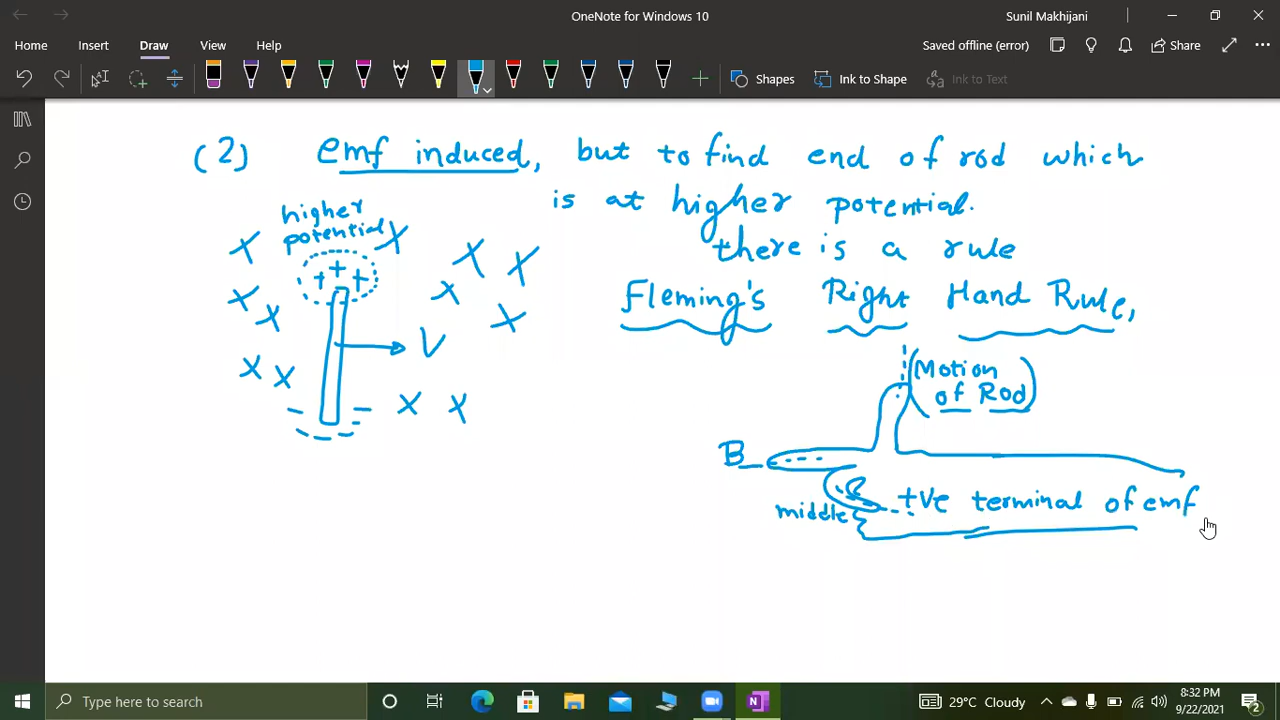 OneNote for Windows 10
Sunil Makhijani
Home Insert Draw View Help
Saved offline (error)
Share
Shapes
Ink to Shape
Ink to Text
(2) emf induced, but to find end of rod which
is at higher potential.
there is a rule
Fleming's Right Hand Rule,
higher
potential
X X X X
X X X X
+ + +
V
X X X X
(Motion
of Rod)
B
middle
+ve terminal of emf
Type here to search
29°C Cloudy
8:32 PM
9/22/2021
2